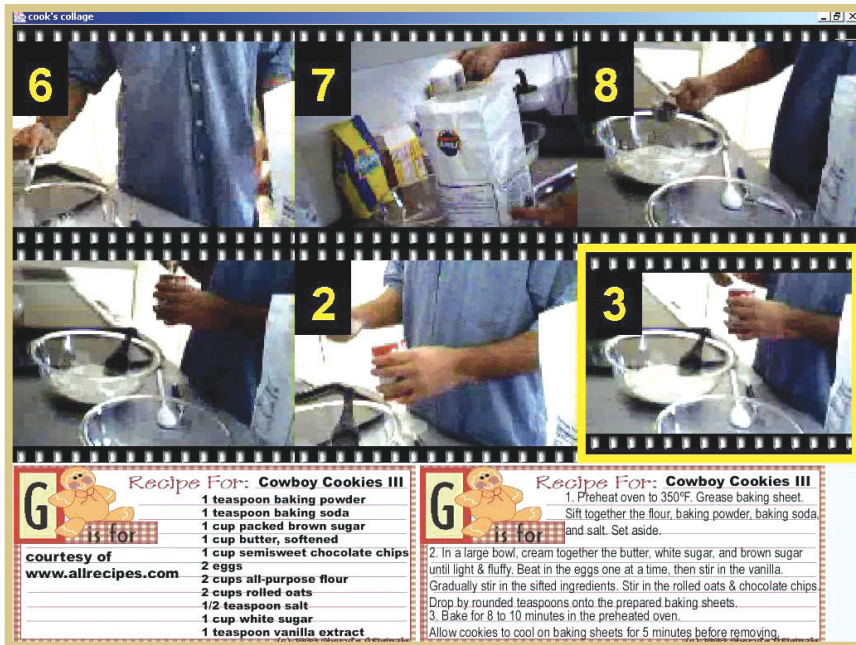 cook's collage
6
7
8
2
3
G
is for
Recipe For: Cowboy Cookies III
1 teaspoon baking powder
1 teaspoon baking soda
1 cup packed brown sugar
1 cup butter, softened
1 cup semisweet chocolate chips
2 eggs
2 cups all-purpose flour
2 cups rolled oats
1/2 teaspoon salt
1 cup white sugar
1 teaspoon vanilla extract
courtesy of
www.allrecipes.com
G
is for
Recipe For: Cowboy Cookies III
1. Preheat oven to 350ºF. Grease baking sheet.
Sift together the flour, baking powder, baking soda,
and salt. Set aside.
2. In a large bowl, cream together the butter, white sugar, and brown sugar
until light & fluffy. Beat in the eggs one at a time, then stir in the vanilla.
Gradually stir in the sifted ingredients. Stir in the rolled oats & chocolate chips.
Drop by rounded teaspoons onto the prepared baking sheets.
3. Bake for 8 to 10 minutes in the preheated oven.
Allow cookies to cool on baking sheets for 5 minutes before removing.